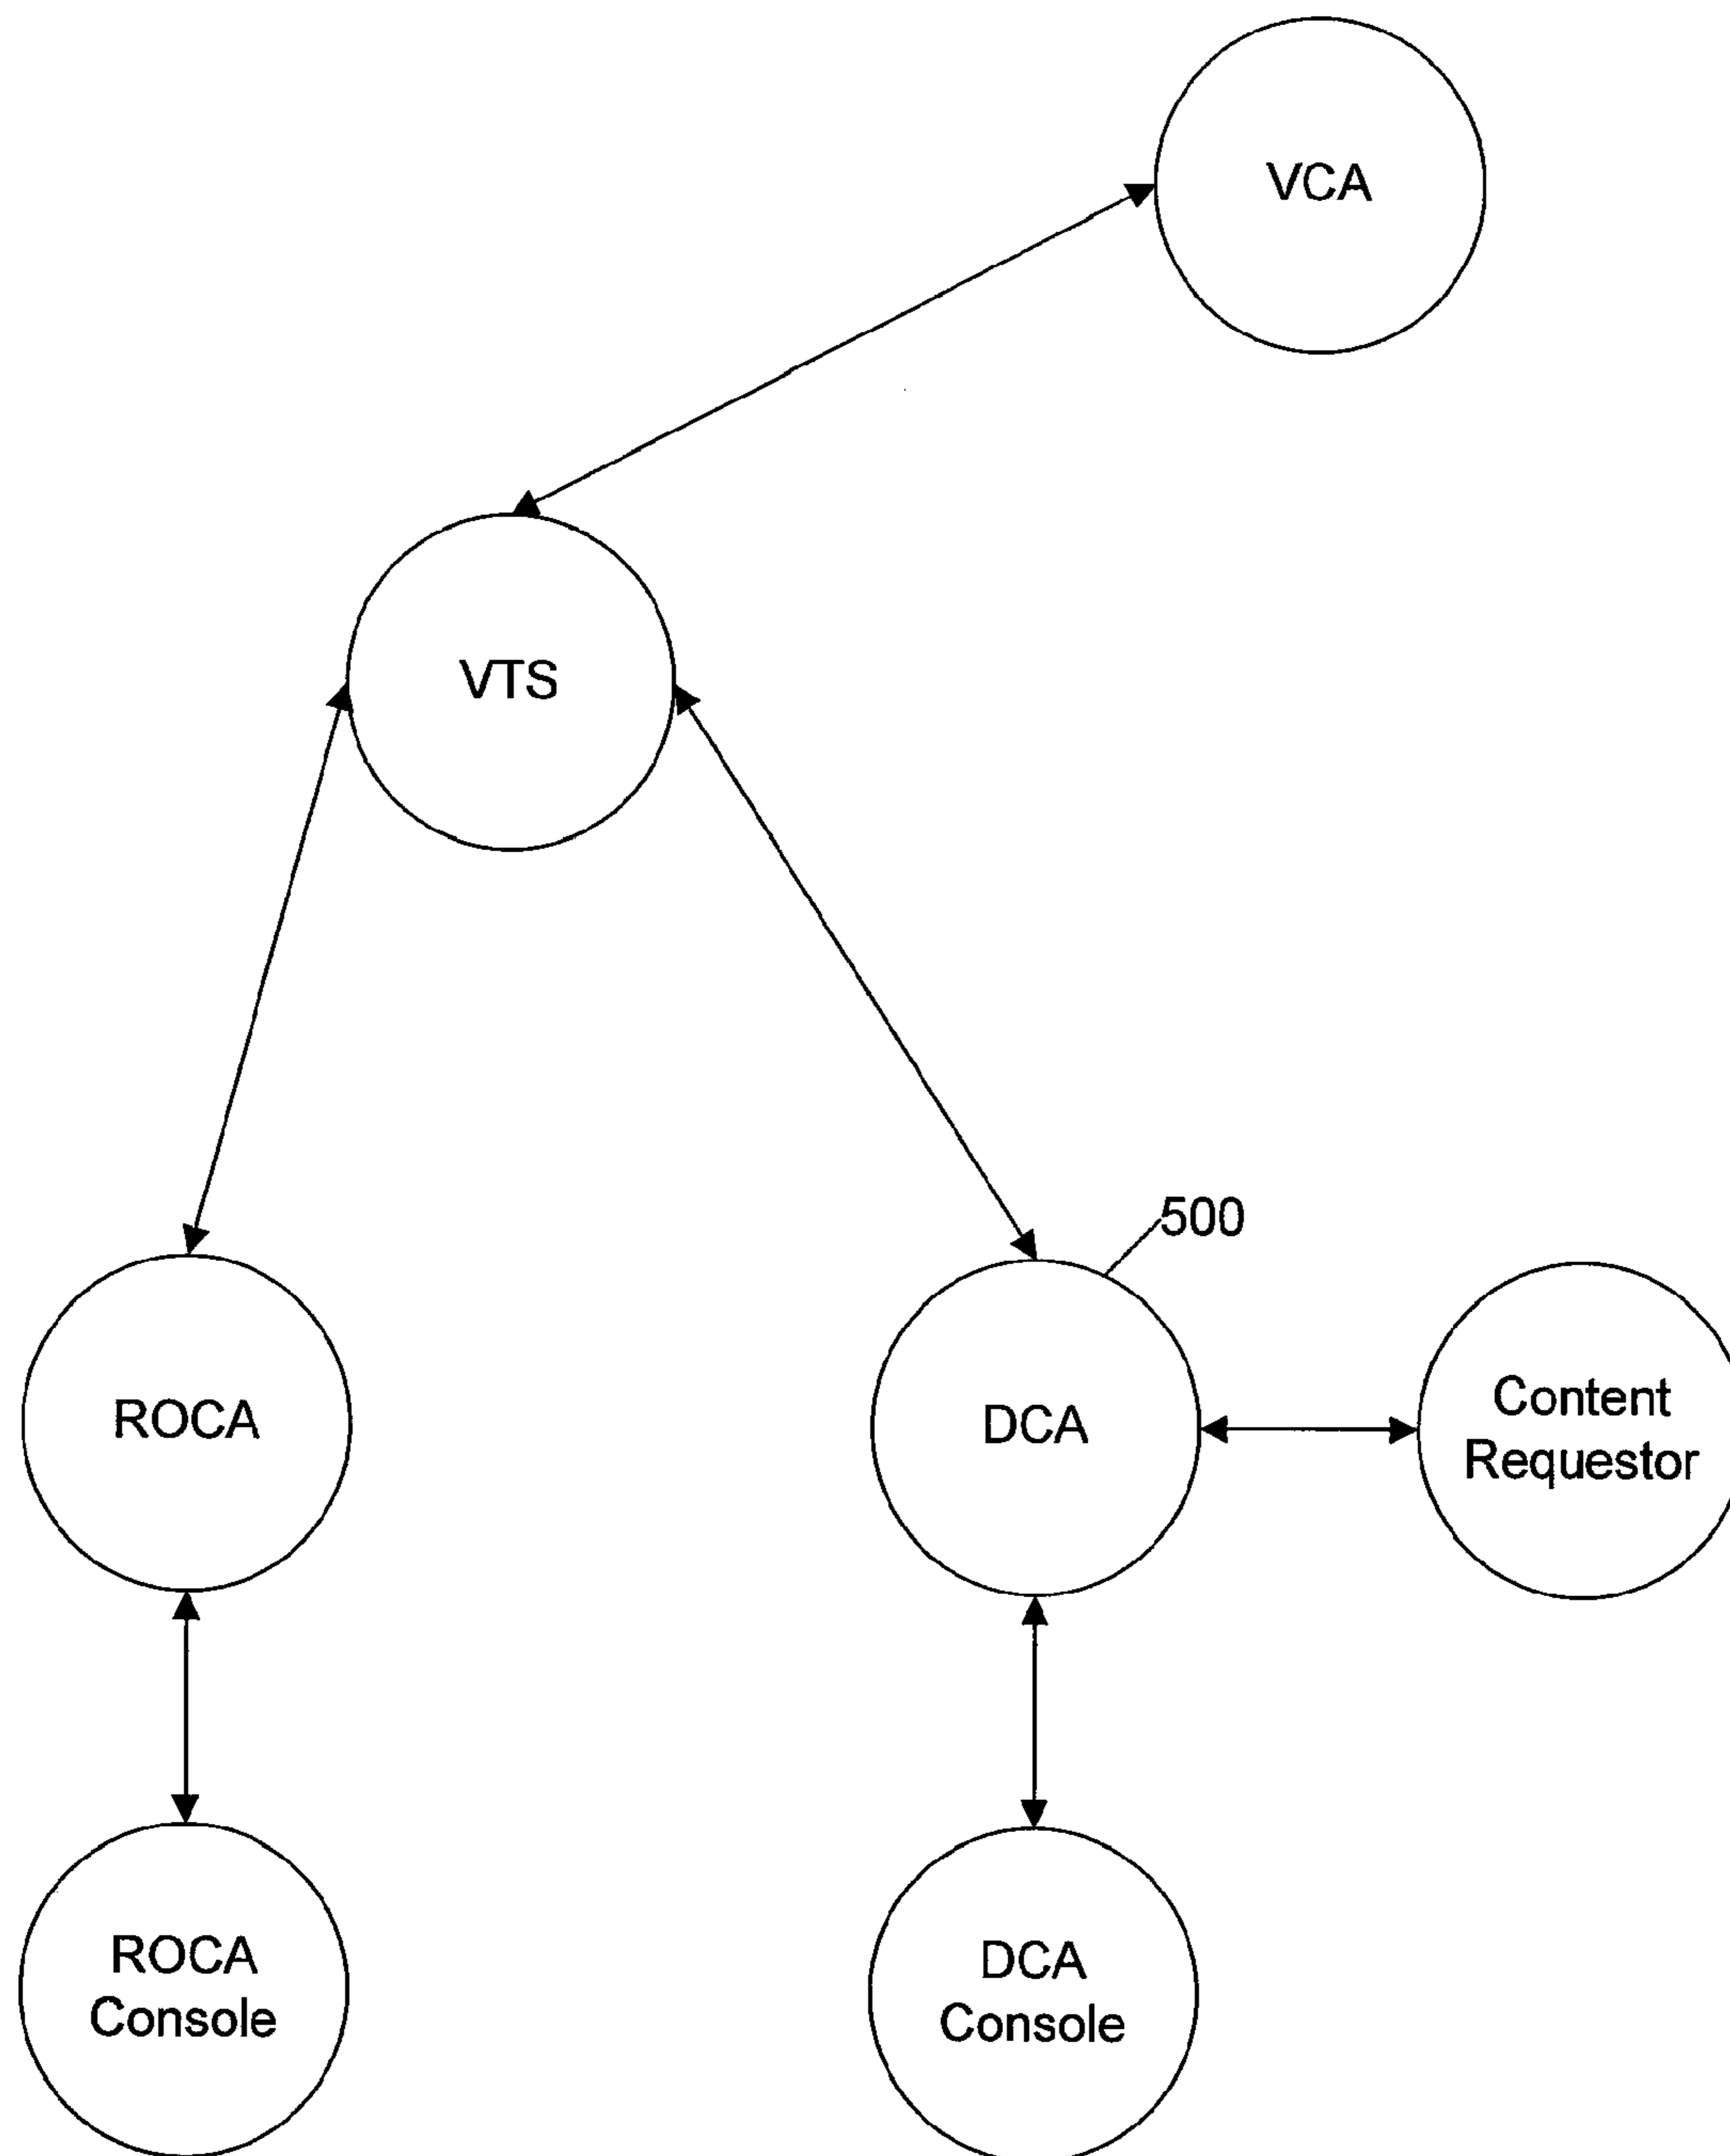 VCA
VTS
500
ROCA
DCA
Content
Requestor
ROCA
Console
DCA
Console